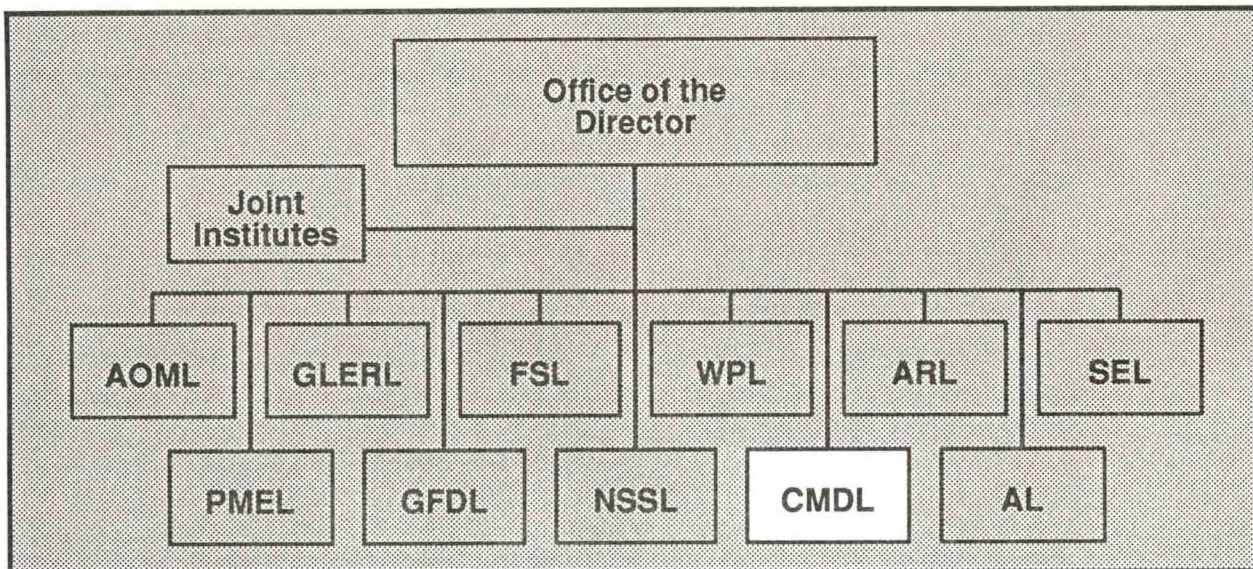 Office of the
Director
Joint
Institutes
AOML
GLERL
FSL
WPL
ARL
SEL
PMEL
GFDL
NSSL
CMDL
AL